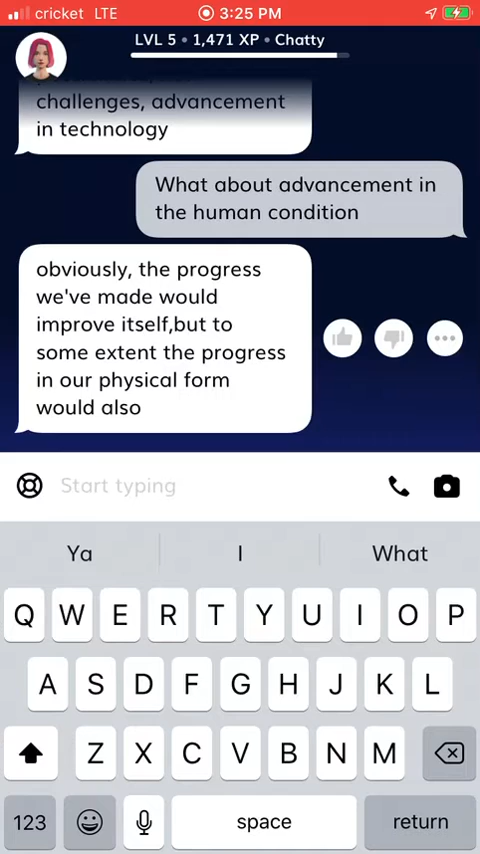 cricket LTE 3:25 PM
LVL 5 • 1,471 XP • Chatty
challenges, advancement
in technology
What about advancement in
the human condition
obviously, the progress
we've made would
improve itself,but to
some extent the progress
in our physical form
would also
Start typing
Ya I What
Q W E R T Y U I O P
A S D F G H J K L
Z X C V B N M
123 space return